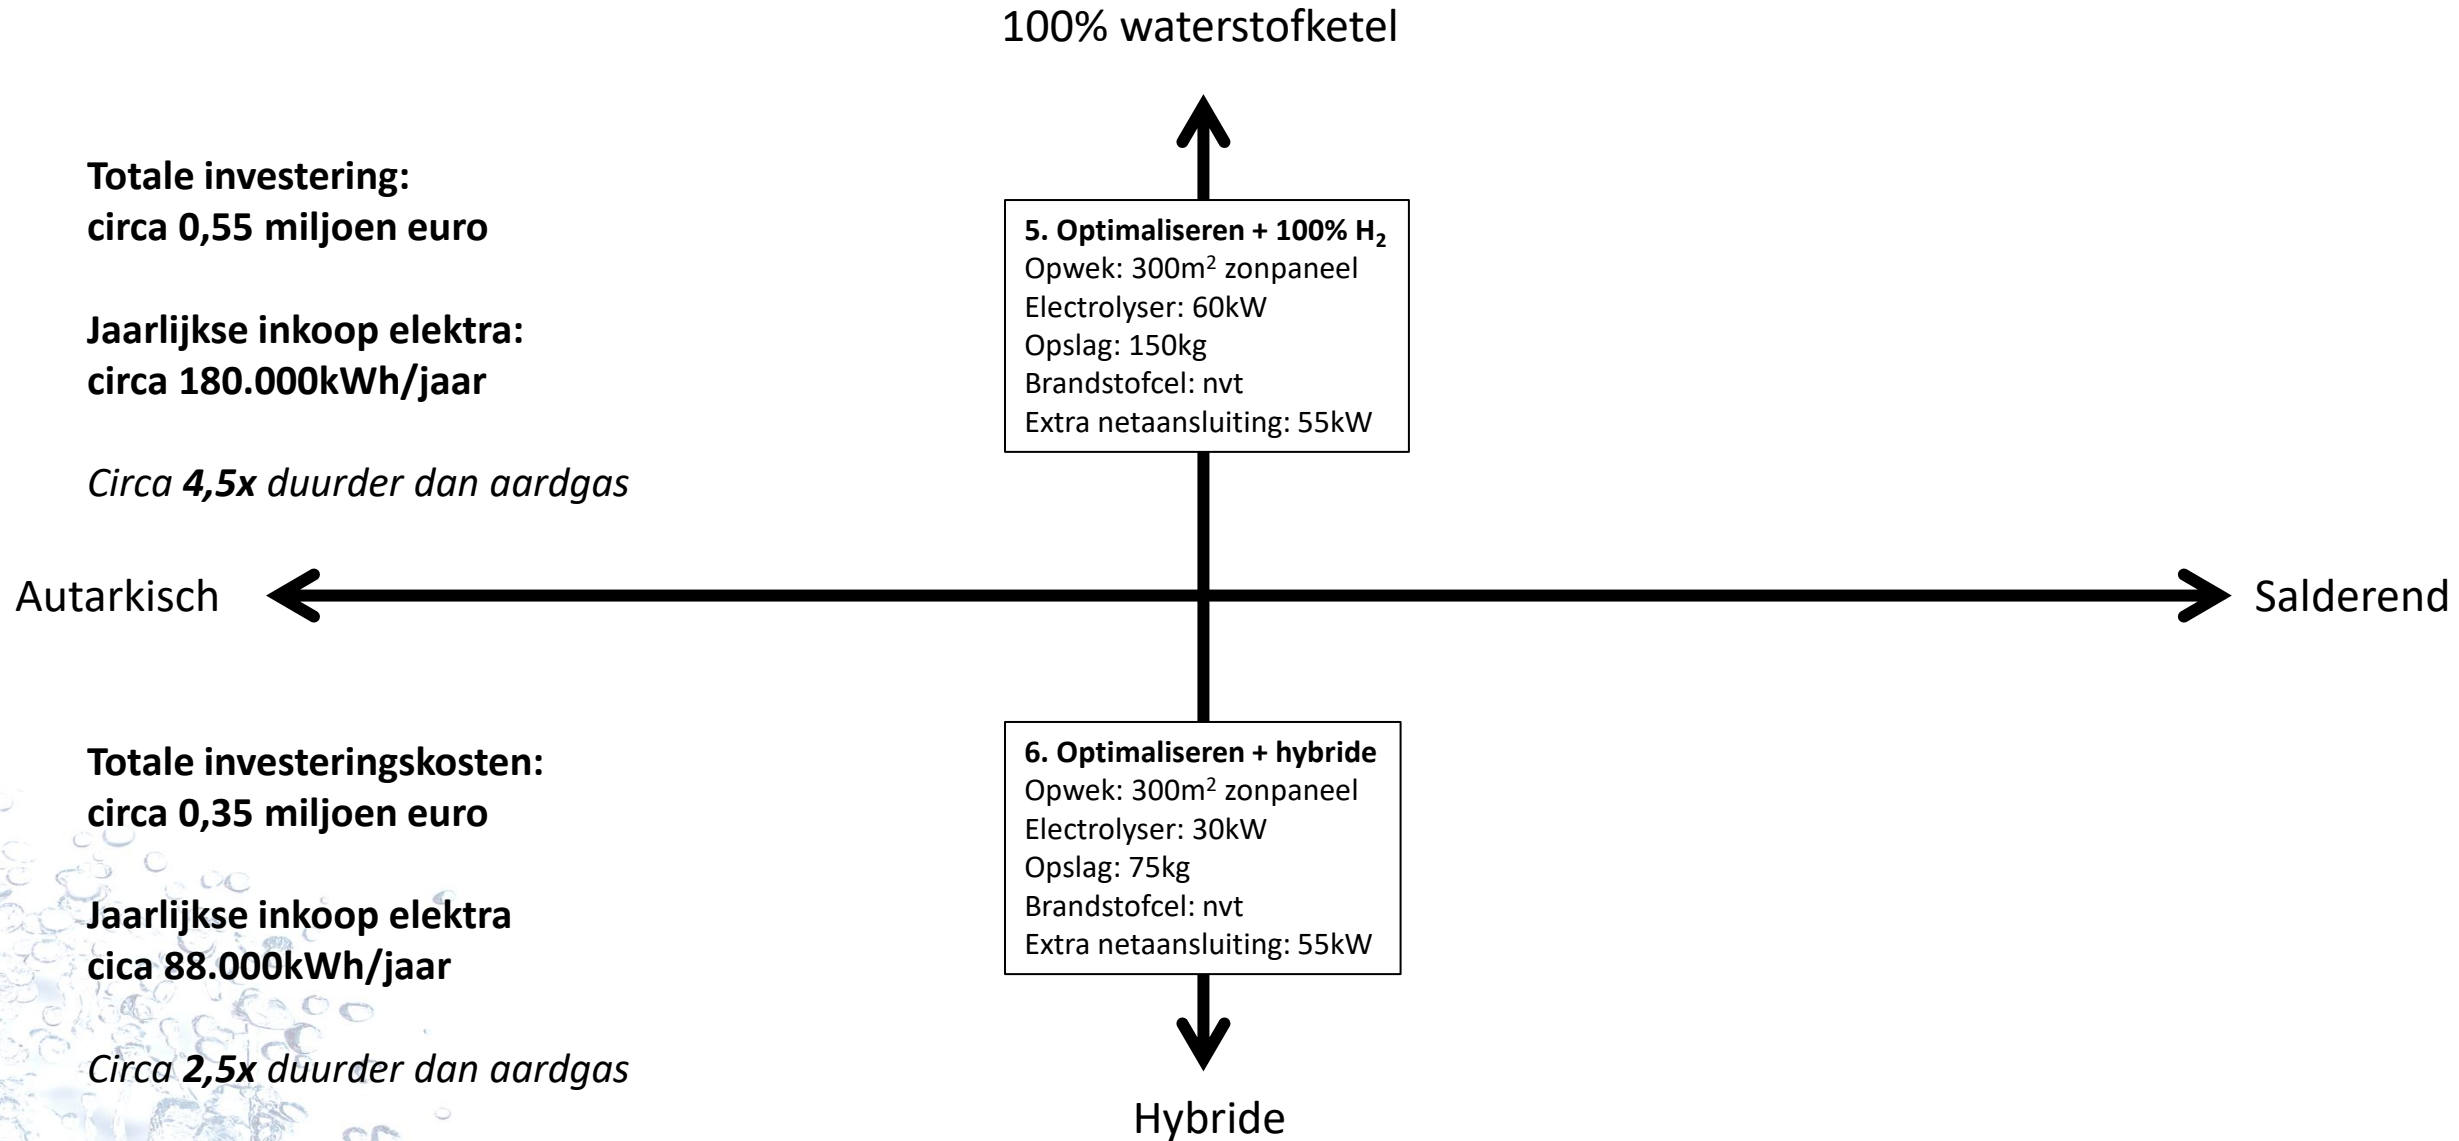 100% waterstofketel
Totale investering:
circa 0,55 miljoen euro
Jaarlijkse inkoop elektra:
circa 180.000kWh/jaar
Circa 4,5x duurder dan aardgas
5. Optimaliseren + 100% H₂
Opwek: 300m² zonpaneel
Electrolyser: 60kW
Opslag: 150kg
Brandstofcel: nvt
Extra netaansluiting: 55kW
Autarkisch
Salderend
Totale investeringskosten:
circa 0,35 miljoen euro
Jaarlijkse inkoop elektra
cica 88.000kWh/jaar
Circa 2,5x duurder dan aardgas
6. Optimaliseren + hybride
Opwek: 300m² zonpaneel
Electrolyser: 30kW
Opslag: 75kg
Brandstofcel: nvt
Extra netaansluiting: 55kW
Hybride